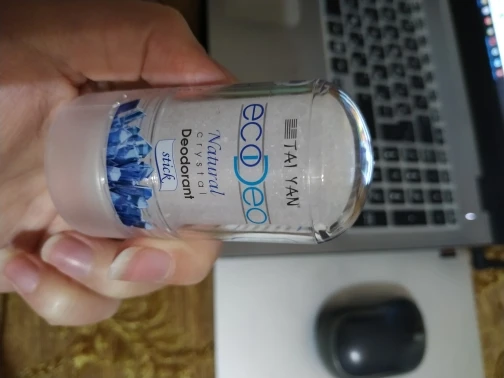 TAI YAN
ecoDeo
Natural
crystal
Deodorant
stick